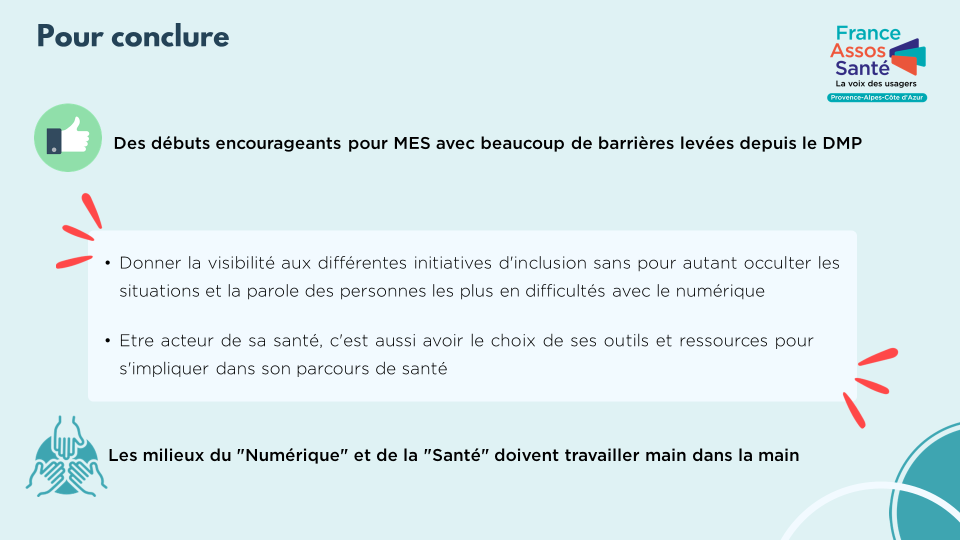 Pour conclure
France
Assos
Santé
La voix des usagers
Provence-Alpes-Côte d'Azur
Des débuts encourageants pour MES avec beaucoup de barrières levées depuis le DMP
• Donner la visibilité aux différentes initiatives d'inclusion sans pour autant occulter les
situations et la parole des personnes les plus en difficultés avec le numérique
• Etre acteur de sa santé, c'est aussi avoir le choix de ses outils et ressources pour
s'impliquer dans son parcours de santé
Les milieux du "Numérique" et de la "Santé" doivent travailler main dans la main